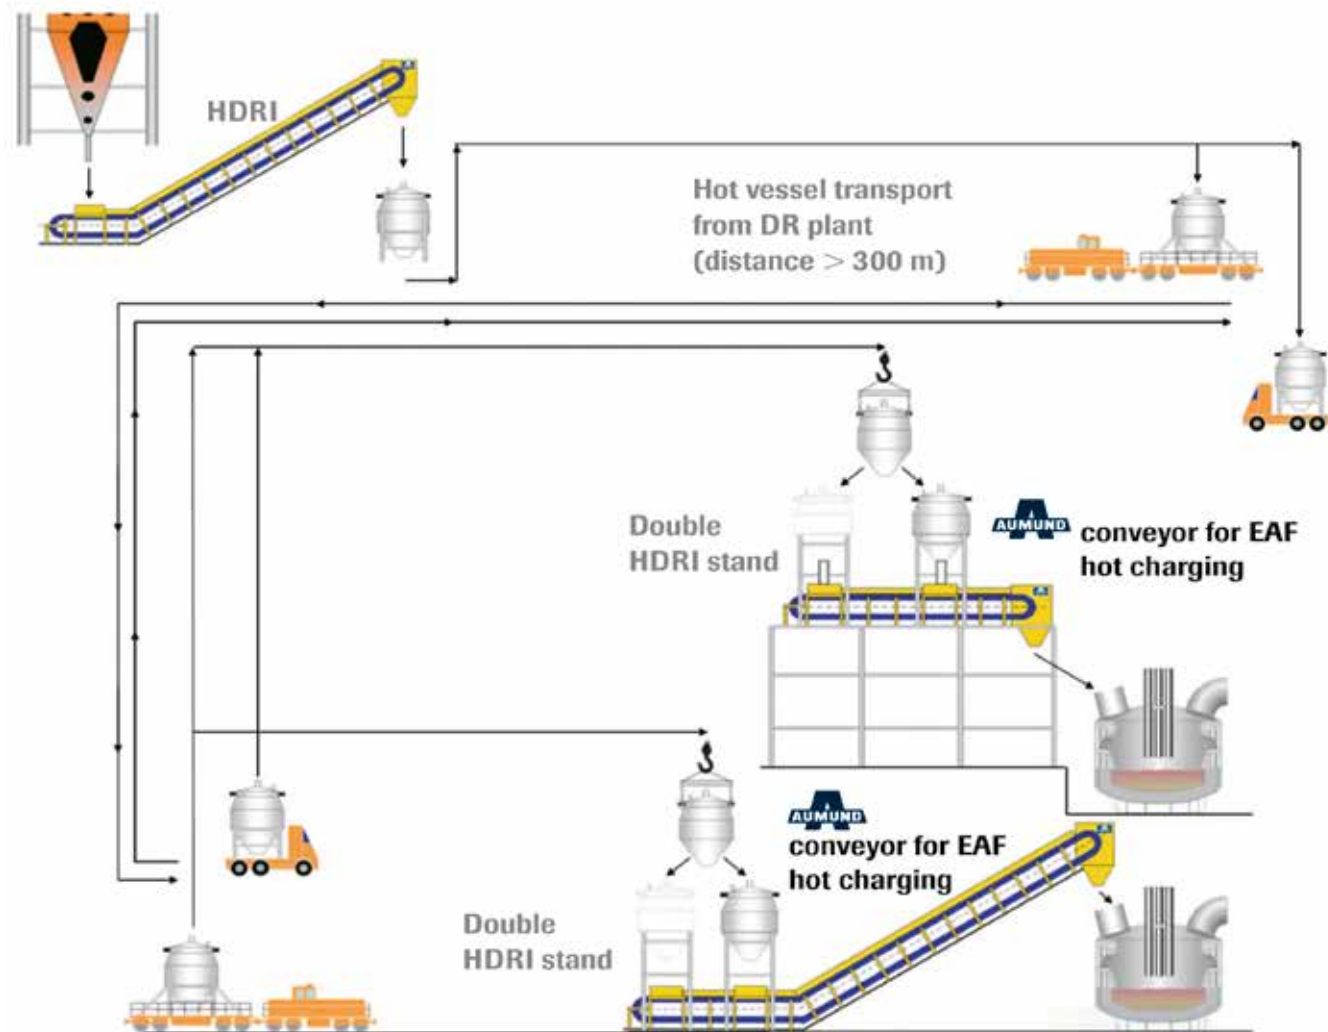 HDRI
Hot vessel transport
from DR plant
(distance > 300 m)
Double
HDRI stand
AUMUND
conveyor for EAF
hot charging
AUMUND
conveyor for EAF
hot charging
Double
HDRI stand